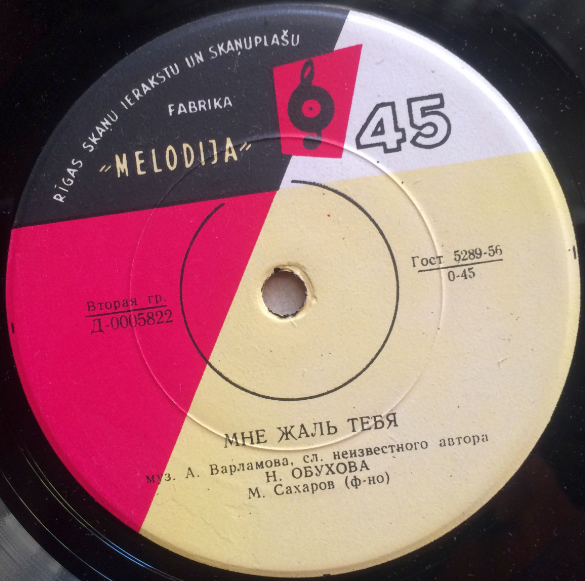 RĪGAS SKAŅU IERAKSTU UN SKAŅUPLAŠU
FABRIKA
"MELODIJA"
45
Гост 5289-56
0-45
Вторая гр.
Д-0005822
МНЕ ЖАЛЬ ТЕБЯ
муз. А. Варламова, сл. неизвестного автора
Н. ОБУХОВА
М. Сахаров (ф-но)